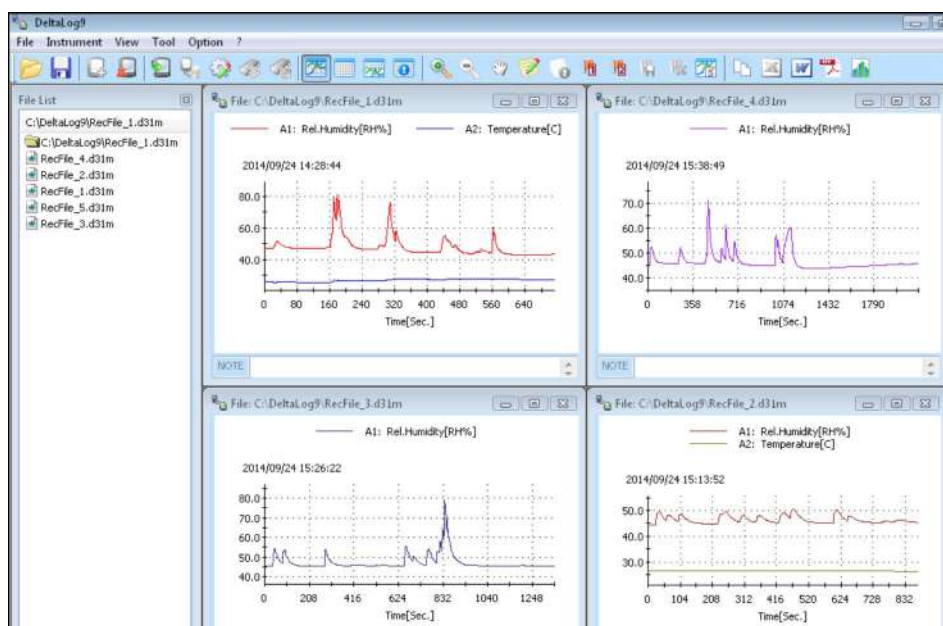 DeltaLog9
File Instrument View Tool Option ?
File List
C:\DeltaLog9\RecFile_1.d31m
C:\DeltaLog9\RecFile_1.d31m
RecFile_4.d31m
RecFile_2.d31m
RecFile_1.d31m
RecFile_5.d31m
RecFile_3.d31m
File: C:\DeltaLog9\RecFile_1.d31m
A1: Rel.Humidity[RH%] A2: Temperature[C]
2014/09/24 14:28:44
80.0
60.0
40.0
0 80 160 240 320 400 480 560 640
Time[Sec.]
NOTE
File: C:\DeltaLog9\RecFile_4.d31m
A1: Rel.Humidity[RH%]
2014/09/24 15:38:49
70.0
60.0
50.0
40.0
0 358 716 1074 1432 1790
Time[Sec.]
NOTE
File: C:\DeltaLog9\RecFile_3.d31m
A1: Rel.Humidity[RH%]
2014/09/24 15:26:22
80.0
70.0
60.0
50.0
40.0
0 208 416 624 832 1040 1248
Time[Sec.]
File: C:\DeltaLog9\RecFile_2.d31m
A1: Rel.Humidity[RH%]
A2: Temperature[C]
2014/09/24 15:13:52
50.0
40.0
30.0
0 104 208 312 416 520 624 728 832
Time[Sec.]